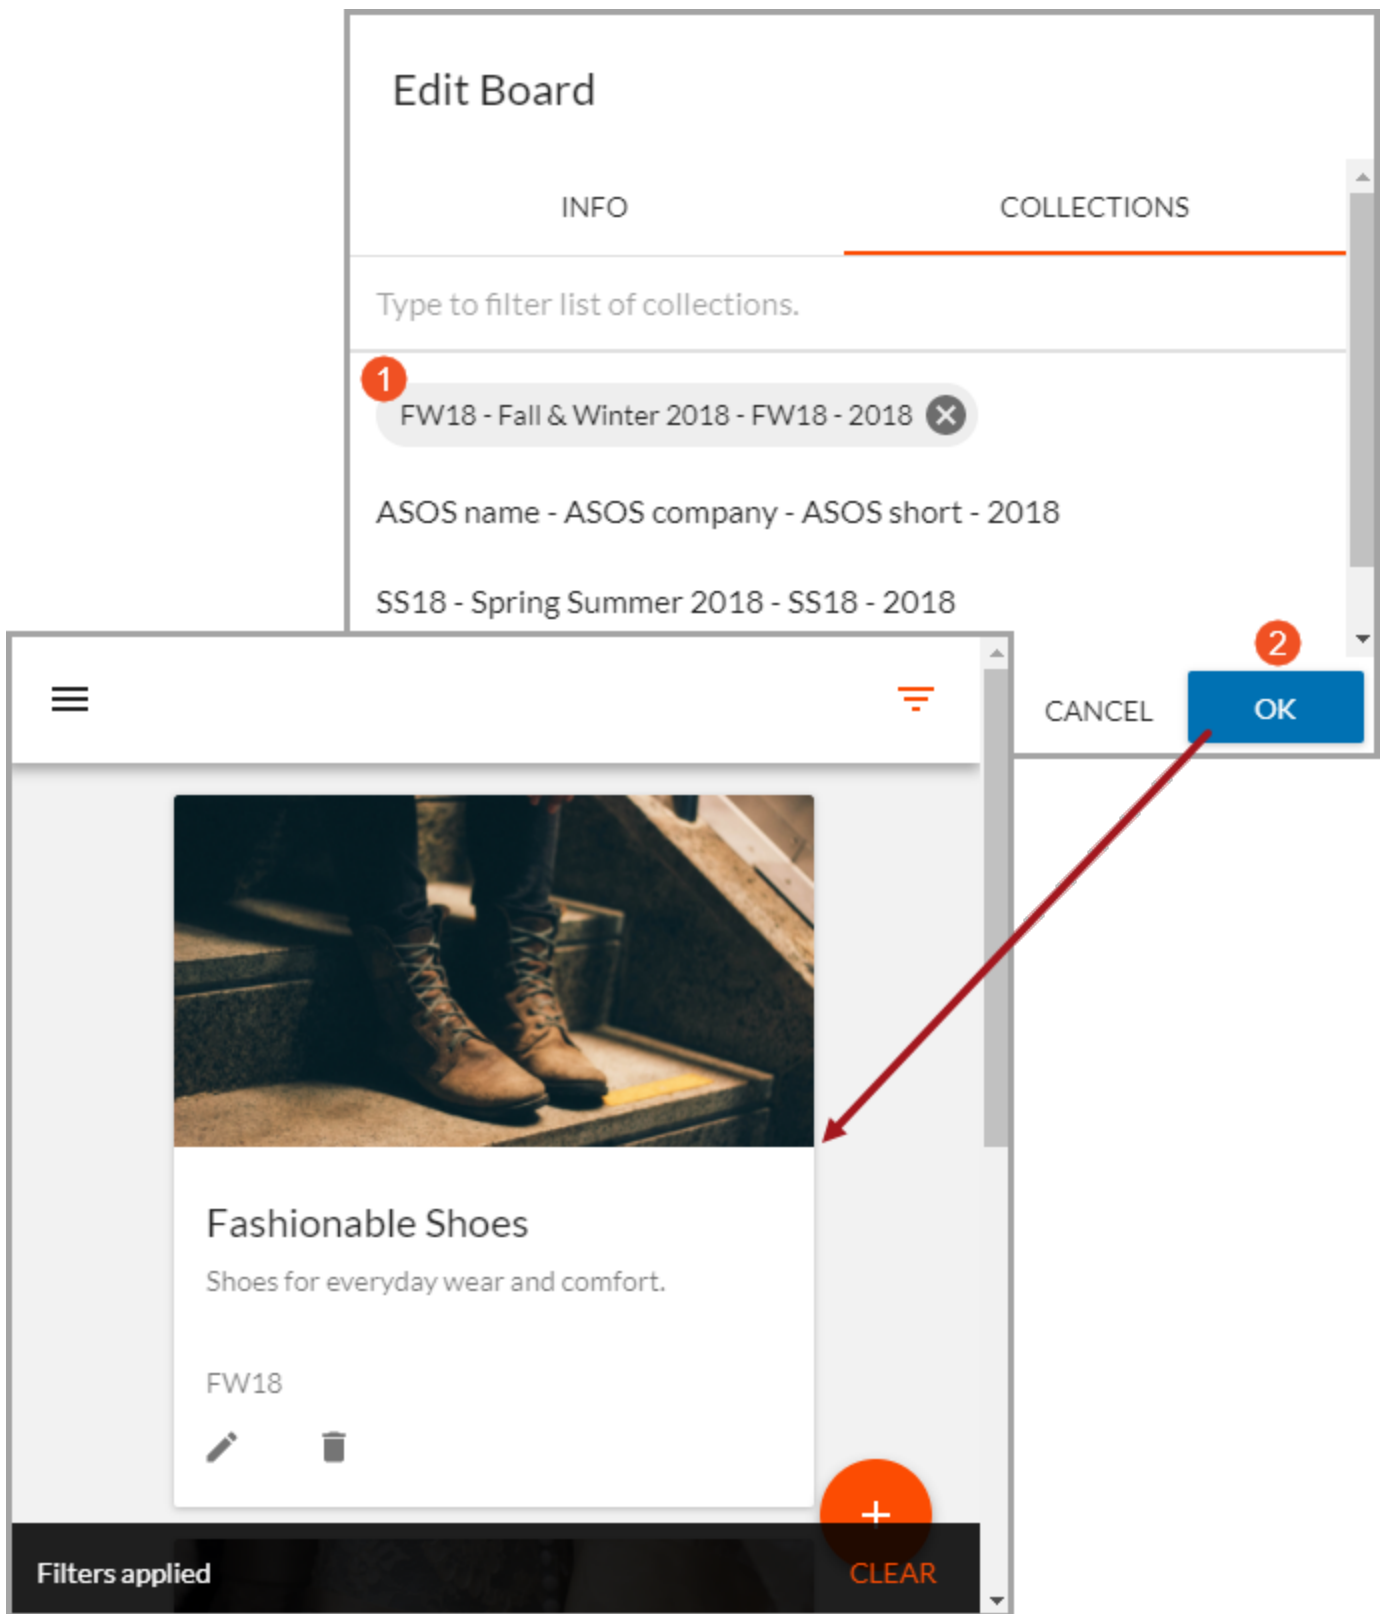 Edit Board
INFO COLLECTIONS
Type to filter list of collections.
1
FW18 - Fall & Winter 2018 - FW18 - 2018
ASOS name - ASOS company - ASOS short - 2018
SS18 - Spring Summer 2018 - SS18 - 2018
2
CANCEL OK
Fashionable Shoes
Shoes for everyday wear and comfort.
FW18
Filters applied CLEAR